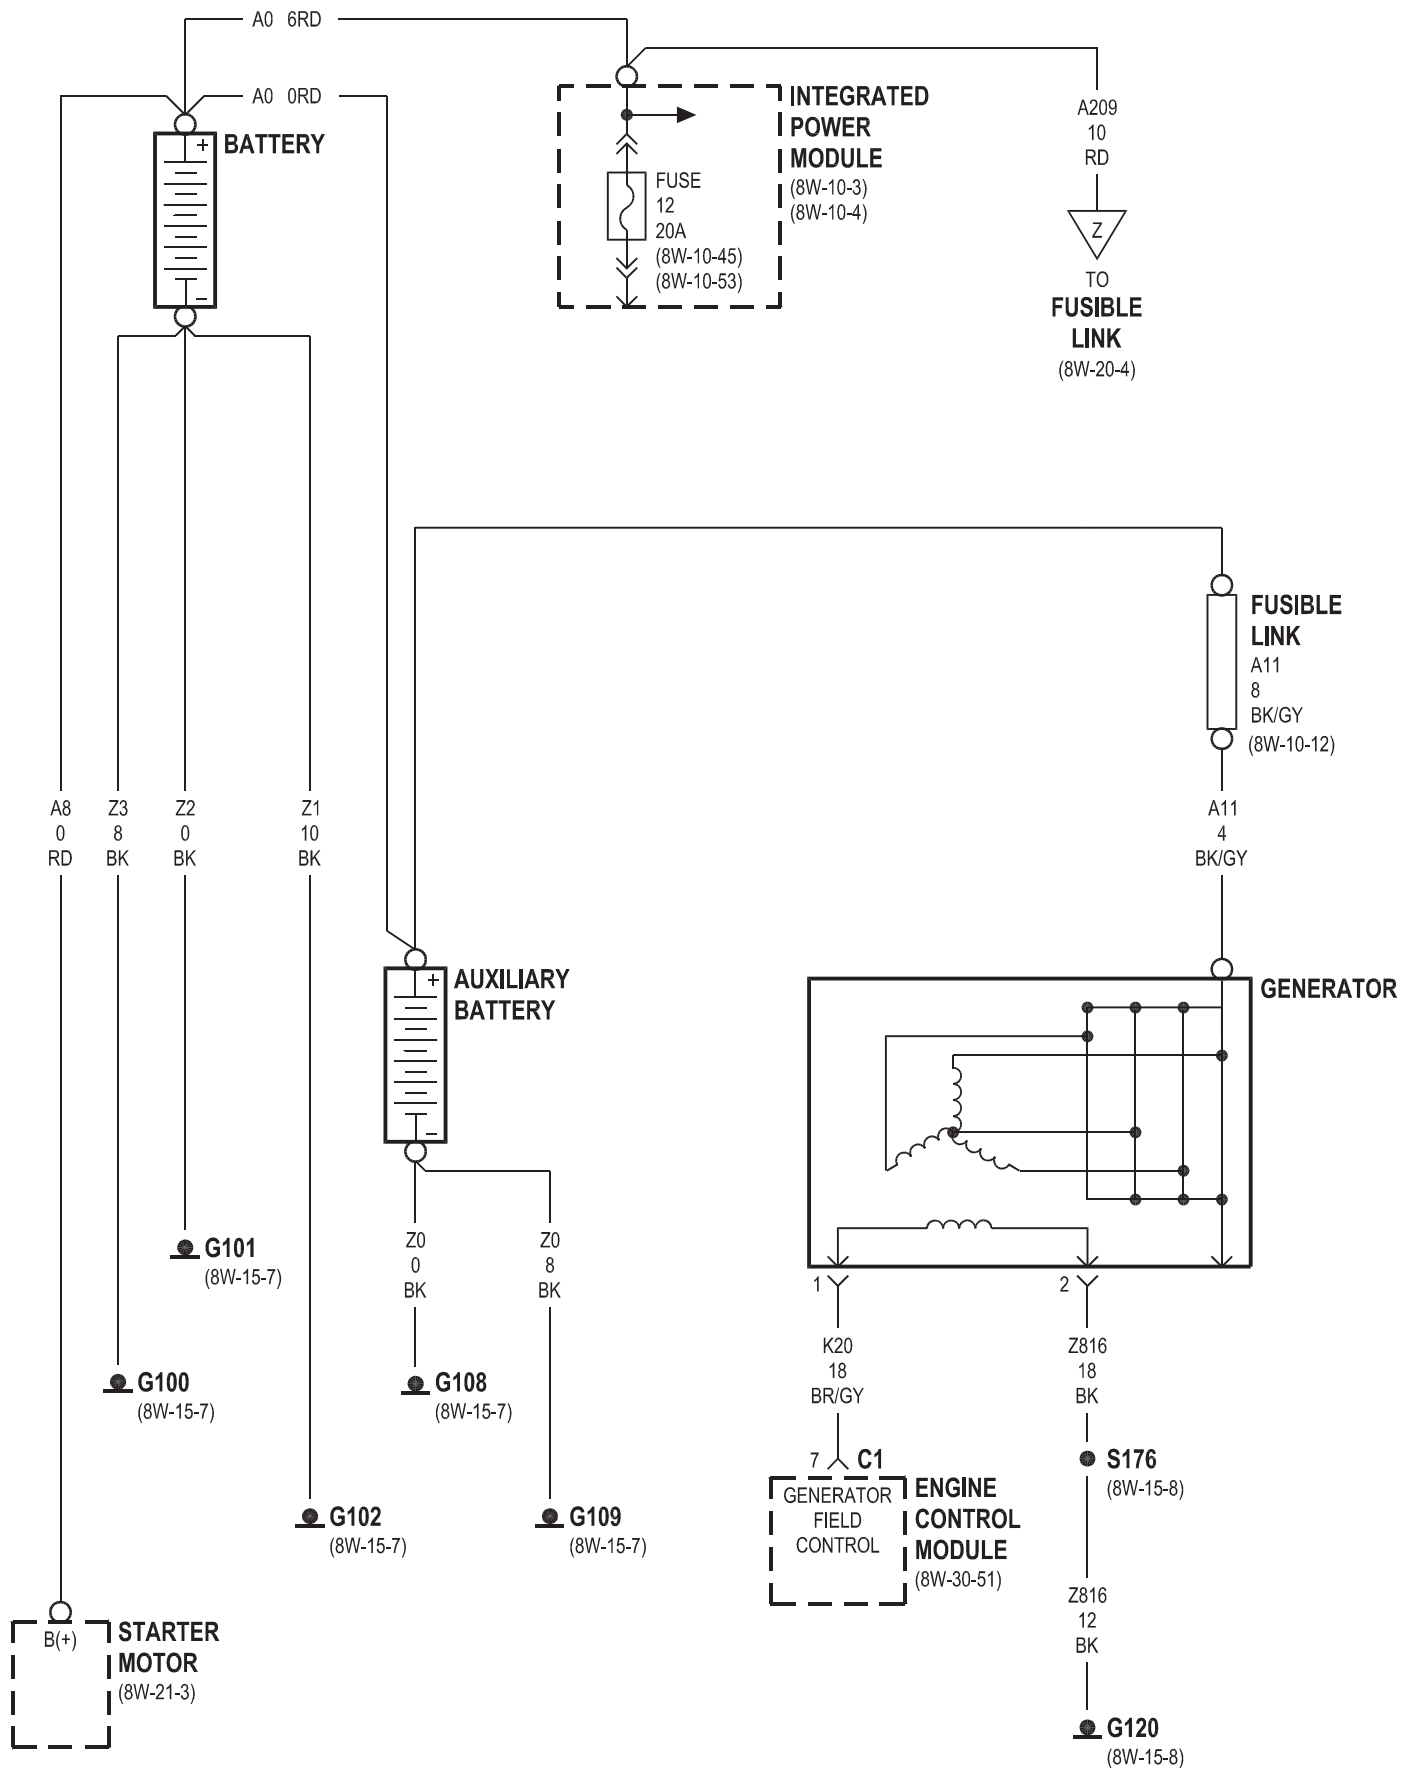 A0 6RD
A0 0RD
BATTERY
+
–
INTEGRATED
POWER
MODULE
(8W-10-3)
(8W-10-4)
FUSE
12
20A
(8W-10-45)
(8W-10-53)
A209
10
RD
Z
TO
FUSIBLE
LINK
(8W-20-4)
FUSIBLE
LINK
A11
8
BK/GY
(8W-10-12)
A8
0
RD
Z3
8
BK
Z2
0
BK
Z1
10
BK
A11
4
BK/GY
+
–
AUXILIARY
BATTERY
GENERATOR
G101
(8W-15-7)
Z0
0
BK
Z0
8
BK
1
2
K20
18
BR/GY
Z816
18
BK
G100
(8W-15-7)
G108
(8W-15-7)
7
C1
S176
(8W-15-8)
GENERATOR
FIELD
CONTROL
ENGINE
CONTROL
MODULE
(8W-30-51)
G102
(8W-15-7)
G109
(8W-15-7)
Z816
12
BK
B(+)
STARTER
MOTOR
(8W-21-3)
G120
(8W-15-8)